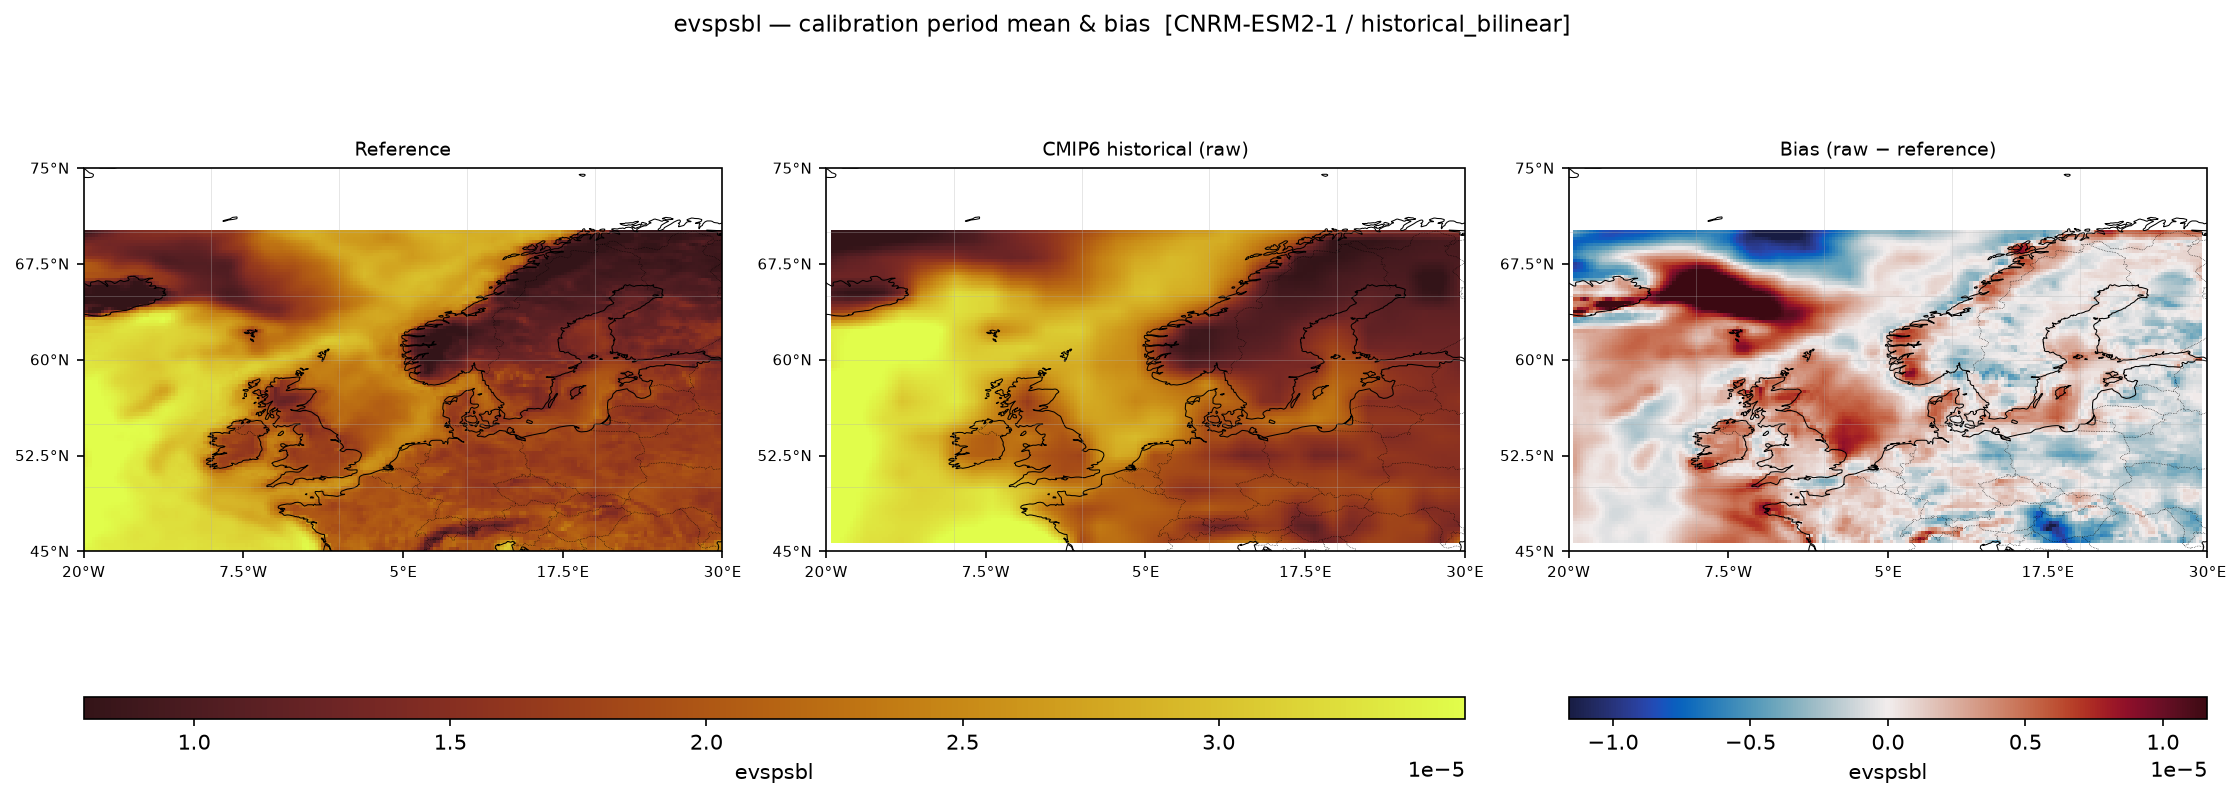 evspsbl — calibration period mean & bias  [CNRM-ESM2-1 / historical_bilinear]
Reference
75°N
67.5°N
60°N
52.5°N
45°N
20°W 7.5°W 5°E 17.5°E 30°E
CMIP6 historical (raw)
75°N
67.5°N
60°N
52.5°N
45°N
20°W 7.5°W 5°E 17.5°E 30°E
Bias (raw − reference)
75°N
67.5°N
60°N
52.5°N
45°N
20°W 7.5°W 5°E 17.5°E 30°E
1.0 1.5 2.0 2.5 3.0
1e−5
evspsbl
−1.0 −0.5 0.0 0.5 1.0
1e−5
evspsbl